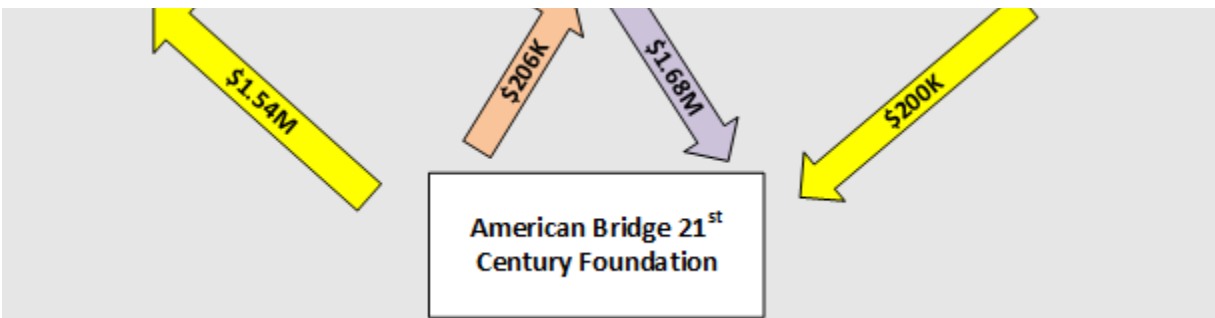 $1.54M
$206K
$1.68M
$200K
American Bridge 21st
Century Foundation